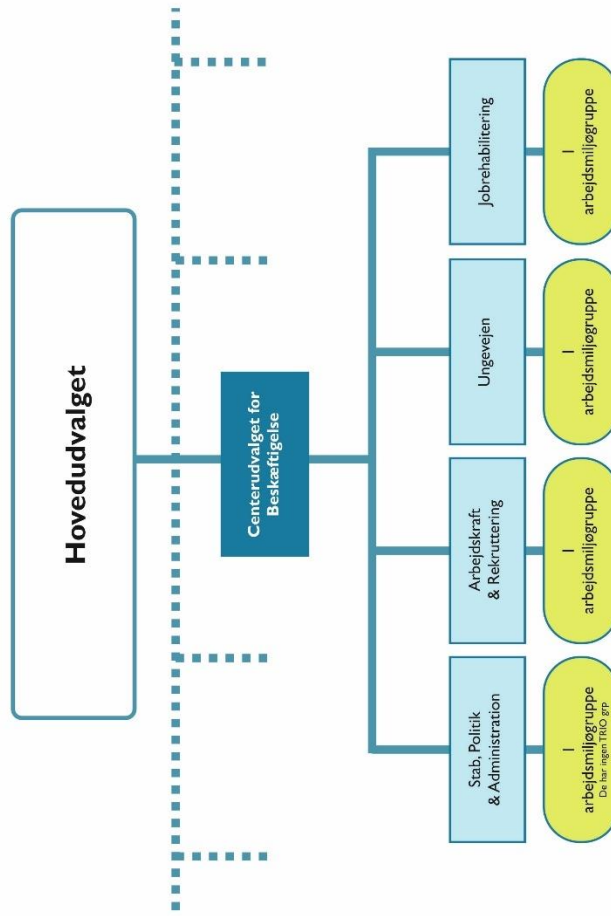 Hovedudvalget
Centerudvalget for
Beskæftigelse
Stab, Politik
& Administration
Arbejdskraft
& Rekruttering
Ungevejen
Jobrehabilitering
1
arbejdsmiljøgruppe
De har ingen TRIO grp
1
arbejdsmiljøgruppe
1
arbejdsmiljøgruppe
1
arbejdsmiljøgruppe